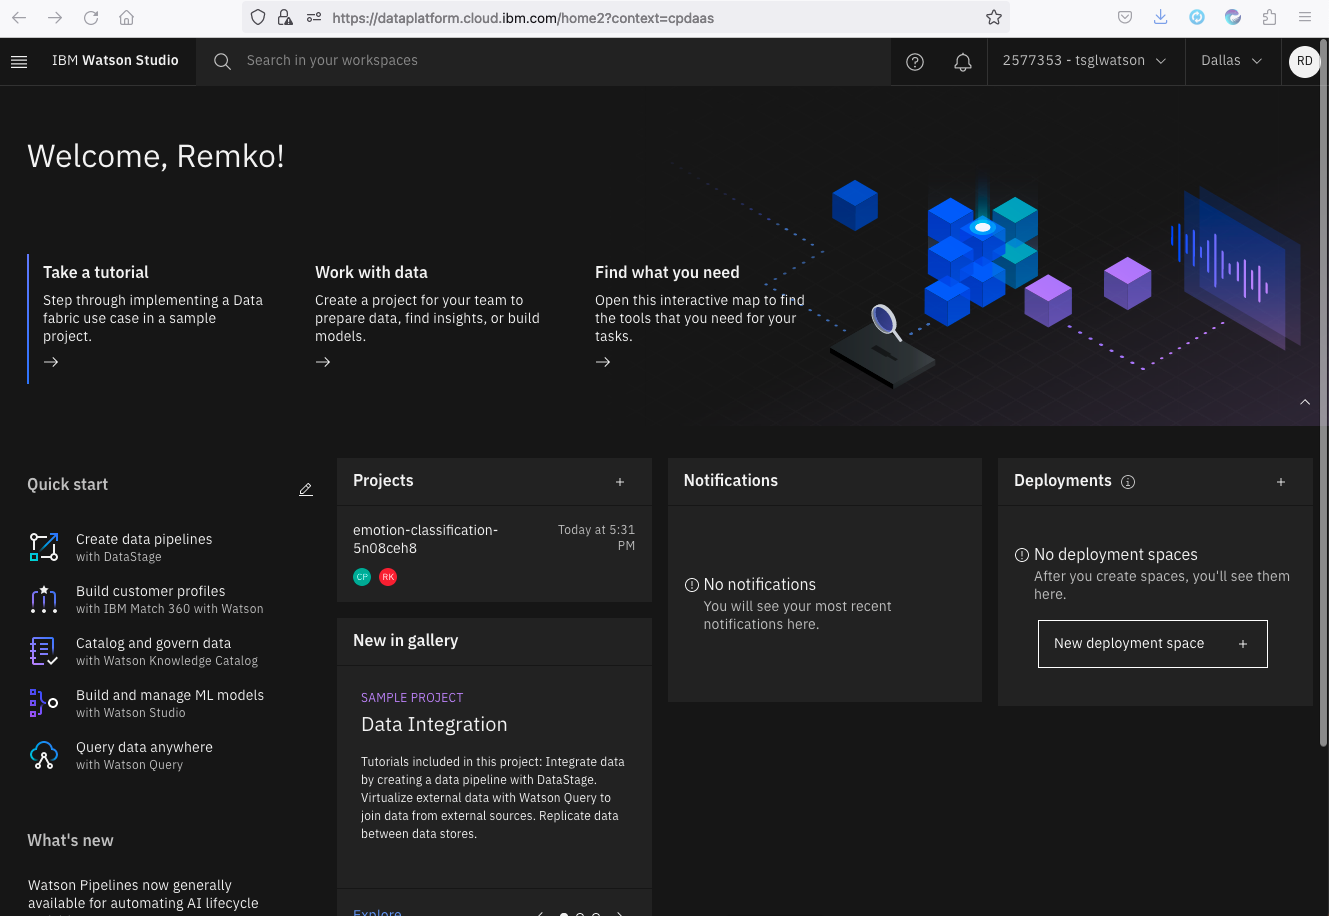 https://dataplatform.cloud.ibm.com/home2?context=cpdaas
IBM Watson Studio
Search in your workspaces
2577353 - tsglwatson
Dallas
RD
Welcome, Remko!
Take a tutorial
Step through implementing a Data
fabric use case in a sample
project.
Work with data
Create a project for your team to
prepare data, find insights, or build
models.
Find what you need
Open this interactive map to find
the tools that you need for your
tasks.
Quick start
Create data pipelines
with DataStage
Build customer profiles
with IBM Match 360 with Watson
Catalog and govern data
with Watson Knowledge Catalog
Build and manage ML models
with Watson Studio
Query data anywhere
with Watson Query
What's new
Watson Pipelines now generally
available for automating AI lifecycle
Projects
emotion-classification-
5n08ceh8
Today at 5:31
PM
CP
RK
New in gallery
SAMPLE PROJECT
Data Integration
Tutorials included in this project: Integrate data
by creating a data pipeline with DataStage.
Virtualize external data with Watson Query to
join data from external sources. Replicate data
between data stores.
Explore
Notifications
No notifications
You will see your most recent
notifications here.
Deployments
No deployment spaces
After you create spaces, you'll see them
here.
New deployment space